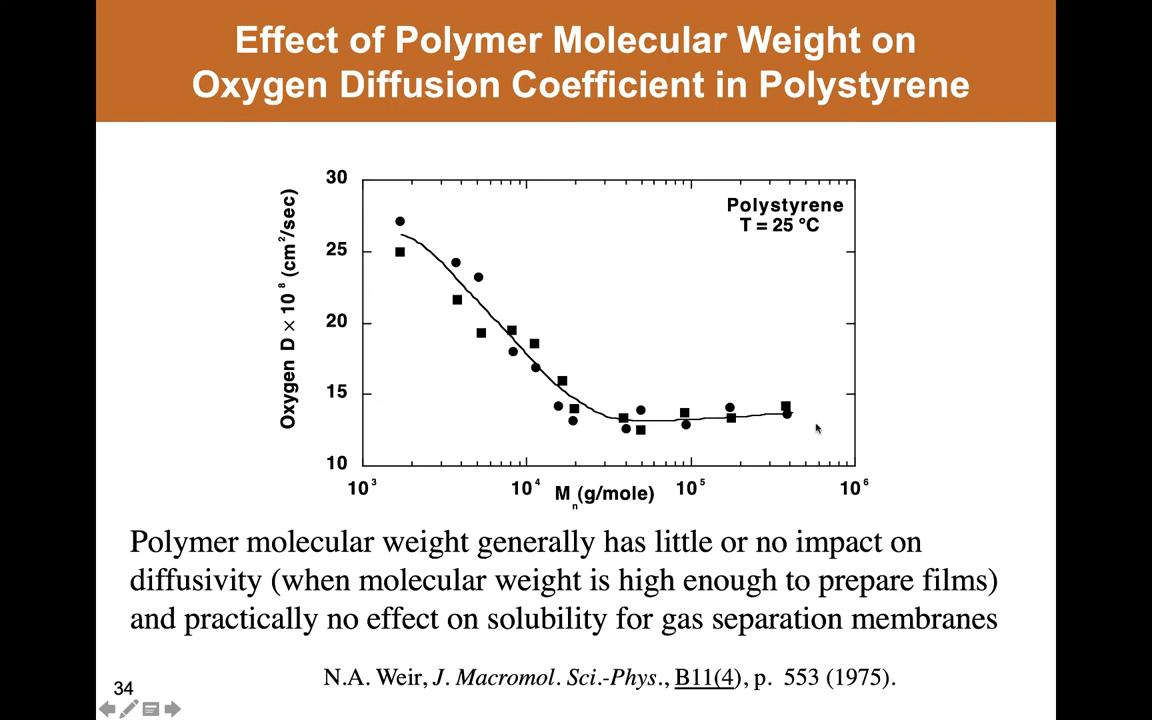 Effect of Polymer Molecular Weight on
Oxygen Diffusion Coefficient in Polystyrene
Oxygen D × 10⁸ (cm²/sec)
30
25
20
15
10
Polystyrene
T = 25 °C
10³
10⁴
10⁵
10⁶
Mₙ(g/mole)
Polymer molecular weight generally has little or no impact on
diffusivity (when molecular weight is high enough to prepare films)
and practically no effect on solubility for gas separation membranes
N.A. Weir, J. Macromol. Sci.-Phys., B11(4), p. 553 (1975).
34